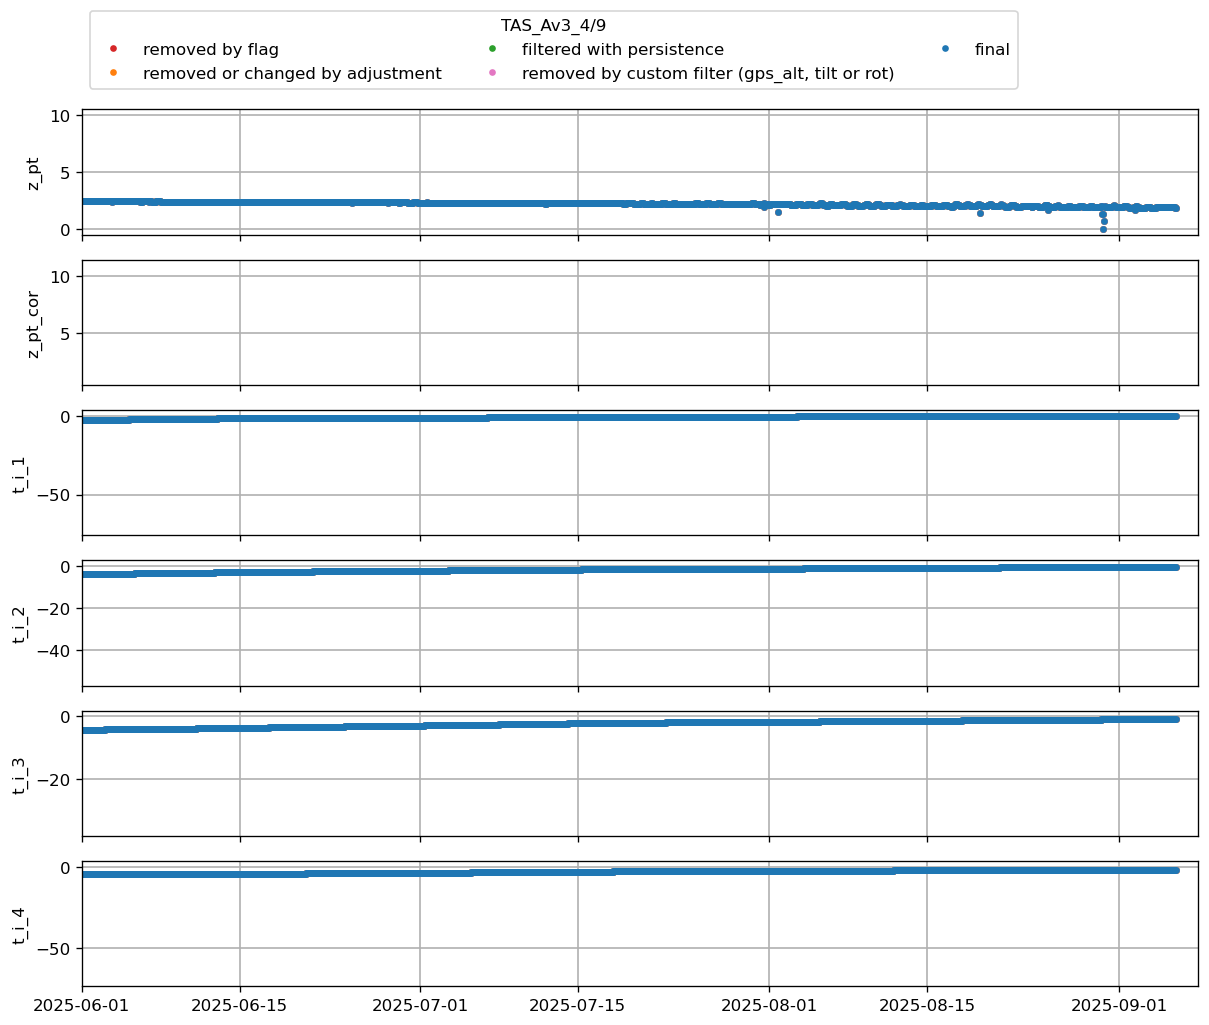 TAS_Av3_4/9
removed by flag
removed or changed by adjustment
filtered with persistence
removed by custom filter (gps_alt, tilt or rot)
final
10
5
0
z_pt
10
5
z_pt_cor
0
−50
t_i_1
0
−20
−40
t_i_2
0
−20
t_i_3
0
−50
t_i_4
2025-06-01
2025-06-15
2025-07-01
2025-07-15
2025-08-01
2025-08-15
2025-09-01